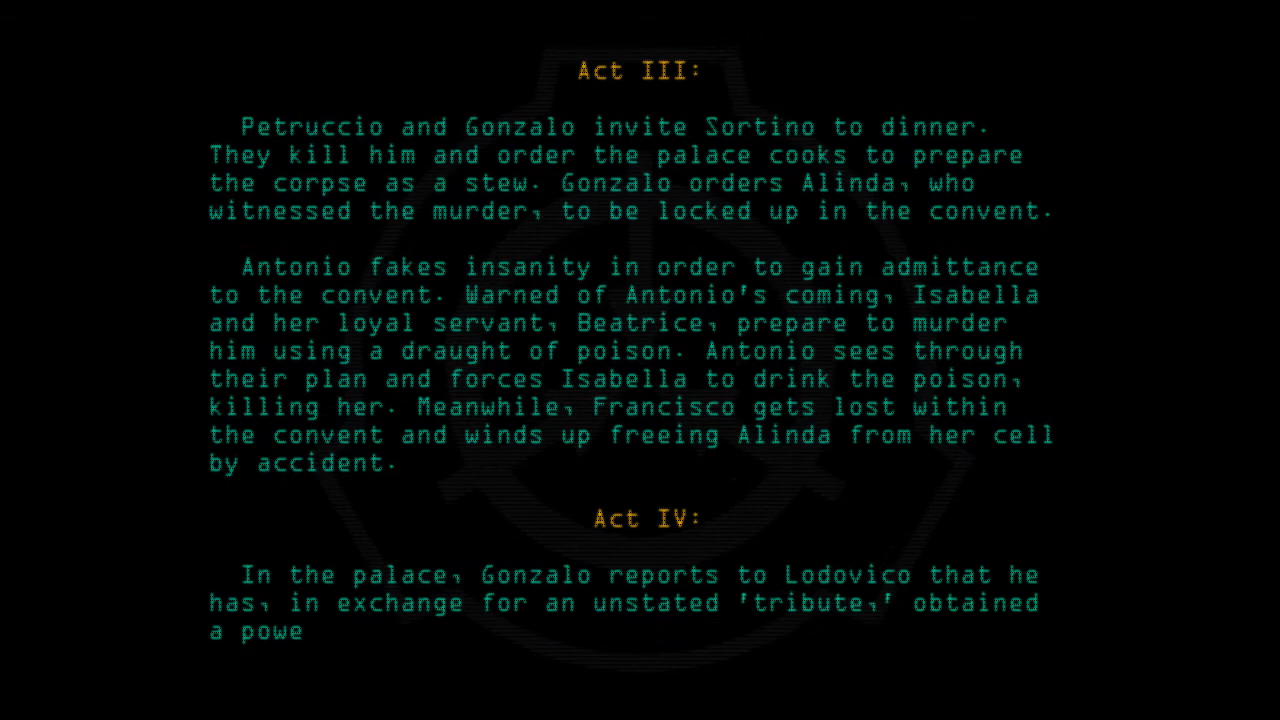 Act III:
Petruccio and Gonzalo invite Sortino to dinner.
They kill him and order the palace cooks to prepare
the corpse as a stew. Gonzalo orders Alinda, who
witnessed the murder, to be locked up in the convent.
Antonio fakes insanity in order to gain admittance
to the convent. Warned of Antonio's coming, Isabella
and her loyal servant, Beatrice, prepare to murder
him using a draught of poison. Antonio sees through
their plan and forces Isabella to drink the poison,
killing her. Meanwhile, Francisco gets lost within
the convent and winds up freeing Alinda from her cell
by accident.
Act IV:
In the palace, Gonzalo reports to Lodovico that he
has, in exchange for an unstated 'tribute,' obtained
a powe